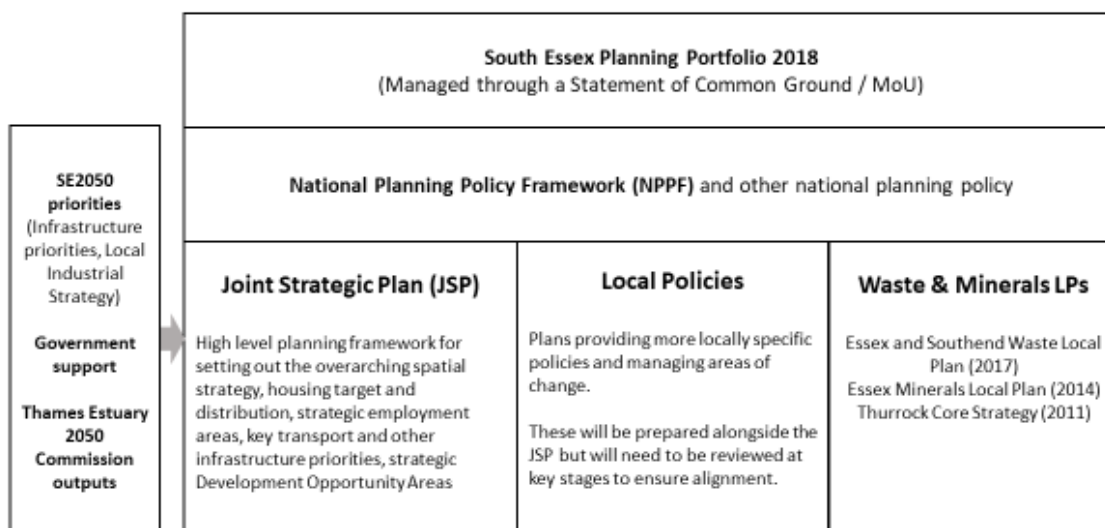 South Essex Planning Portfolio 2018
(Managed through a Statement of Common Ground / MoU)
National Planning Policy Framework (NPPF) and other national planning policy
SE2050
priorities
(Infrastructure
priorities, Local
Industrial
Strategy)
Government
support
Thames Estuary
2050
Commission
outputs
Joint Strategic Plan (JSP)
High level planning framework for
setting out the overarching spatial
strategy, housing target and
distribution, strategic employment
areas, key transport and other
infrastructure priorities, strategic
Development Opportunity Areas
Local Policies
Plans providing more locally specific
policies and managing areas of
change.
These will be prepared alongside the
JSP but will need to be reviewed at
key stages to ensure alignment.
Waste & Minerals LPs
Essex and Southend Waste Local
Plan (2017)
Essex Minerals Local Plan (2014)
Thurrock Core Strategy (2011)